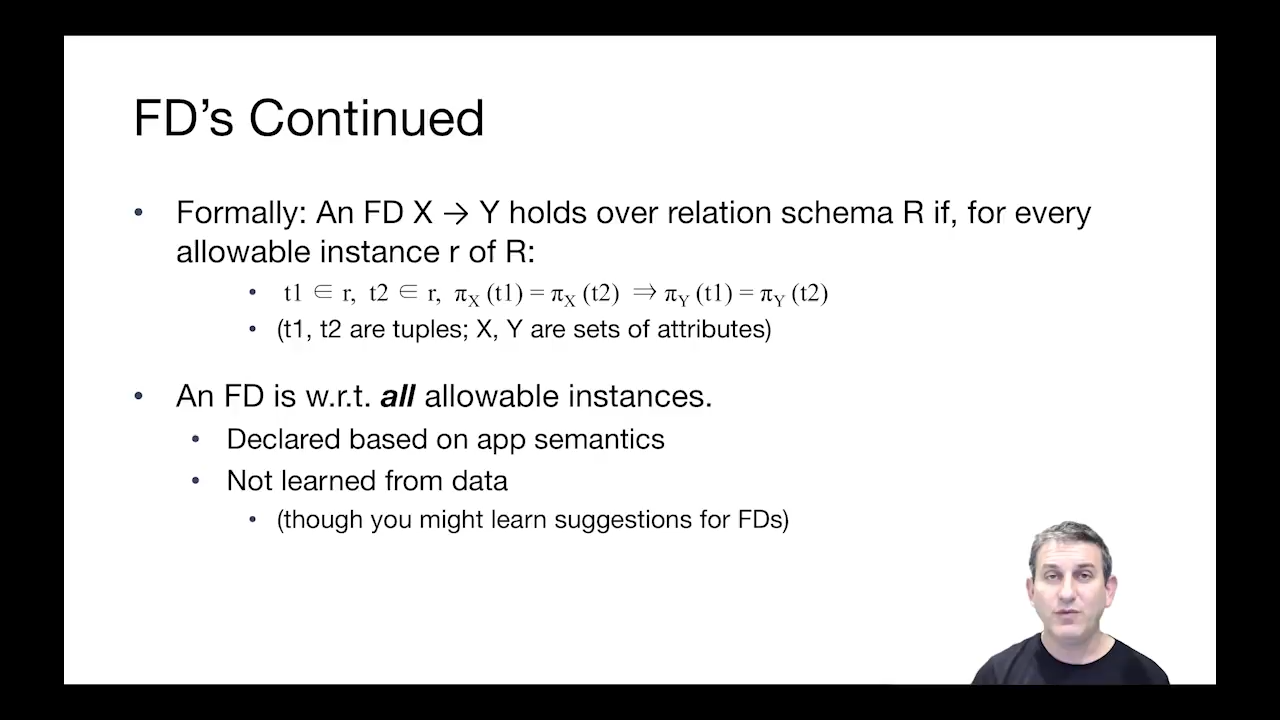 FD's Continued
• Formally: An FD X → Y holds over relation schema R if, for every
allowable instance r of R:
• t1 ∈ r, t2 ∈ r, πX (t1) = πX (t2) ⇒ πY (t1) = πY (t2)
• (t1, t2 are tuples; X, Y are sets of attributes)
• An FD is w.r.t. all allowable instances.
• Declared based on app semantics
• Not learned from data
• (though you might learn suggestions for FDs)